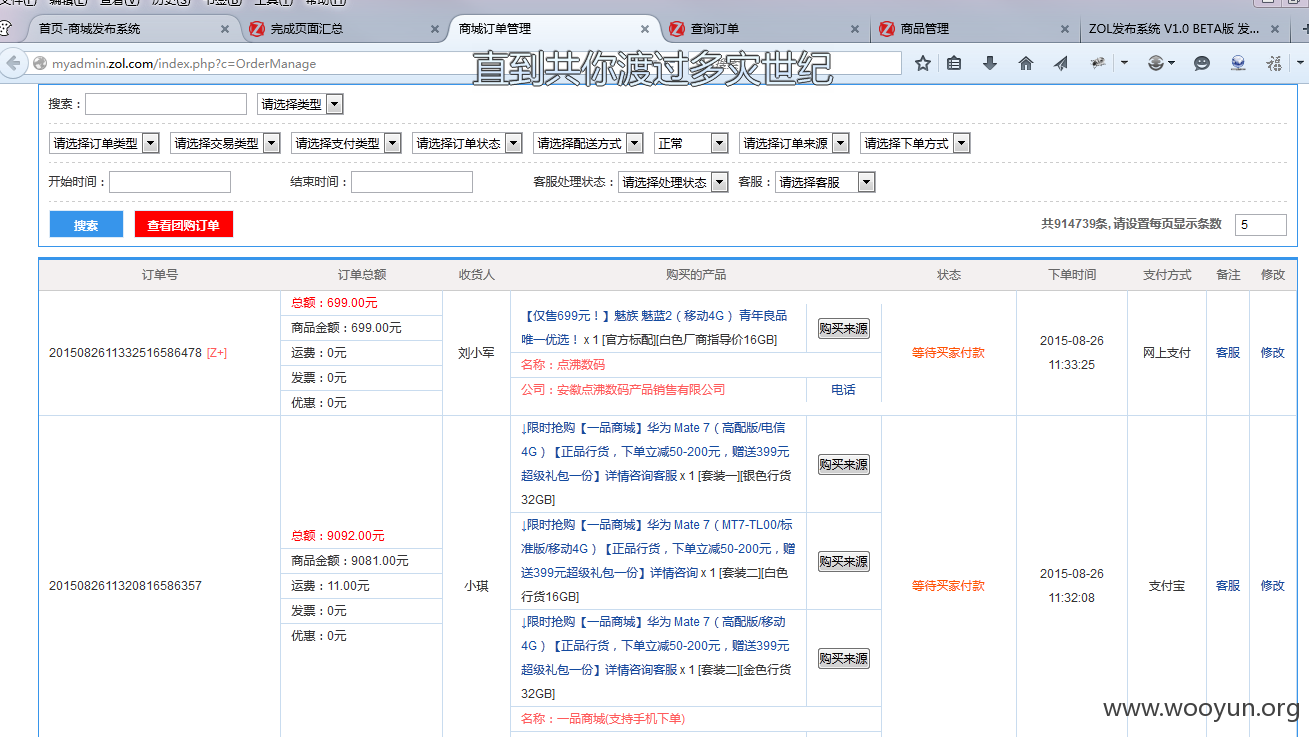 文件(F) 编辑(E) 查看(V) 历史(S) 书签(B) 工具(T) 帮助(H)
首页-商城发布系统 × 完成页面汇总 × 商城订单管理 × 查询订单 × 商品管理 × ZOL发布系统 V1.0 BETA版 发... ×
myadmin.zol.com/index.php?c=OrderManage
直到共你渡过多灾世纪
福
搜索： 请选择类型
请选择订单类型 请选择交易类型 请选择支付类型 请选择订单状态 请选择配送方式 正常 请选择订单来源 请选择下单方式
开始时间： 结束时间： 客服处理状态： 请选择处理状态 客服： 请选择客服
搜索 查看团购订单 共914739条, 请设置每页显示条数 5
订单号 订单总额 收货人 购买的产品 状态 下单时间 支付方式 备注 修改
2015082611332516586478 [Z+]
总额：699.00元
商品金额：699.00元
运费：0元
发票：0元
优惠：0元
刘小军
【仅售699元！】魅族 魅蓝2（移动4G） 青年良品
唯一优选！ x 1 [官方标配][白色厂商指导价16GB]
购买来源
名称：点沸数码
公司：安徽点沸数码产品销售有限公司
电话
等待买家付款
2015-08-26
11:33:25
网上支付
客服
修改
2015082611320816586357
总额：9092.00元
商品金额：9081.00元
运费：11.00元
发票：0元
优惠：0元
小琪
↓限时抢购【一品商城】华为 Mate 7（高配版/电信
4G）【正品行货，下单立减50-200元，赠送399元
超级礼包一份】详情咨询客服 x 1 [套装一][银色行货
32GB]
购买来源
↓限时抢购【一品商城】华为 Mate 7（MT7-TL00/标
准版/移动4G）【正品行货，下单立减50-200元，赠
送399元超级礼包一份】详情咨询 x 1 [套装二][白色
行货16GB]
购买来源
↓限时抢购【一品商城】华为 Mate 7（高配版/移动
4G）【正品行货，下单立减50-200元，赠送399元
超级礼包一份】详情咨询客服 x 1 [套装二][金色行货
32GB]
购买来源
名称：一品商城(支持手机下单)
等待买家付款
2015-08-26
11:32:08
支付宝
客服
修改
www.wooyun.org